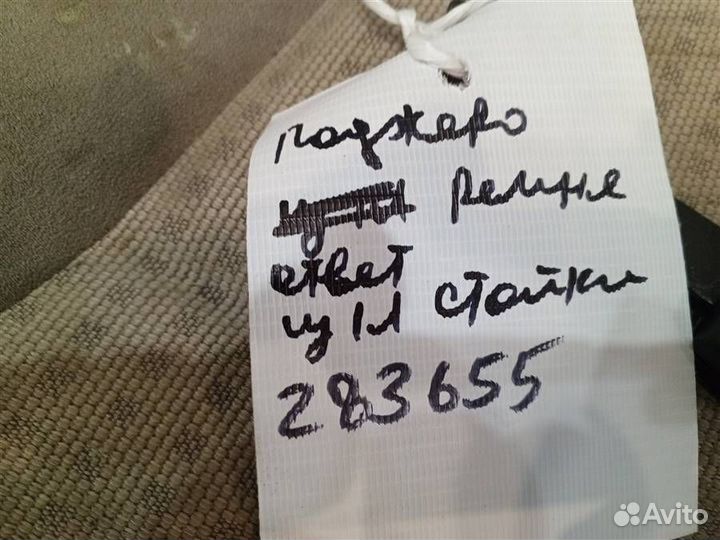 Паджеро
ремне
ответ
ц/л стойки
283655
Avito